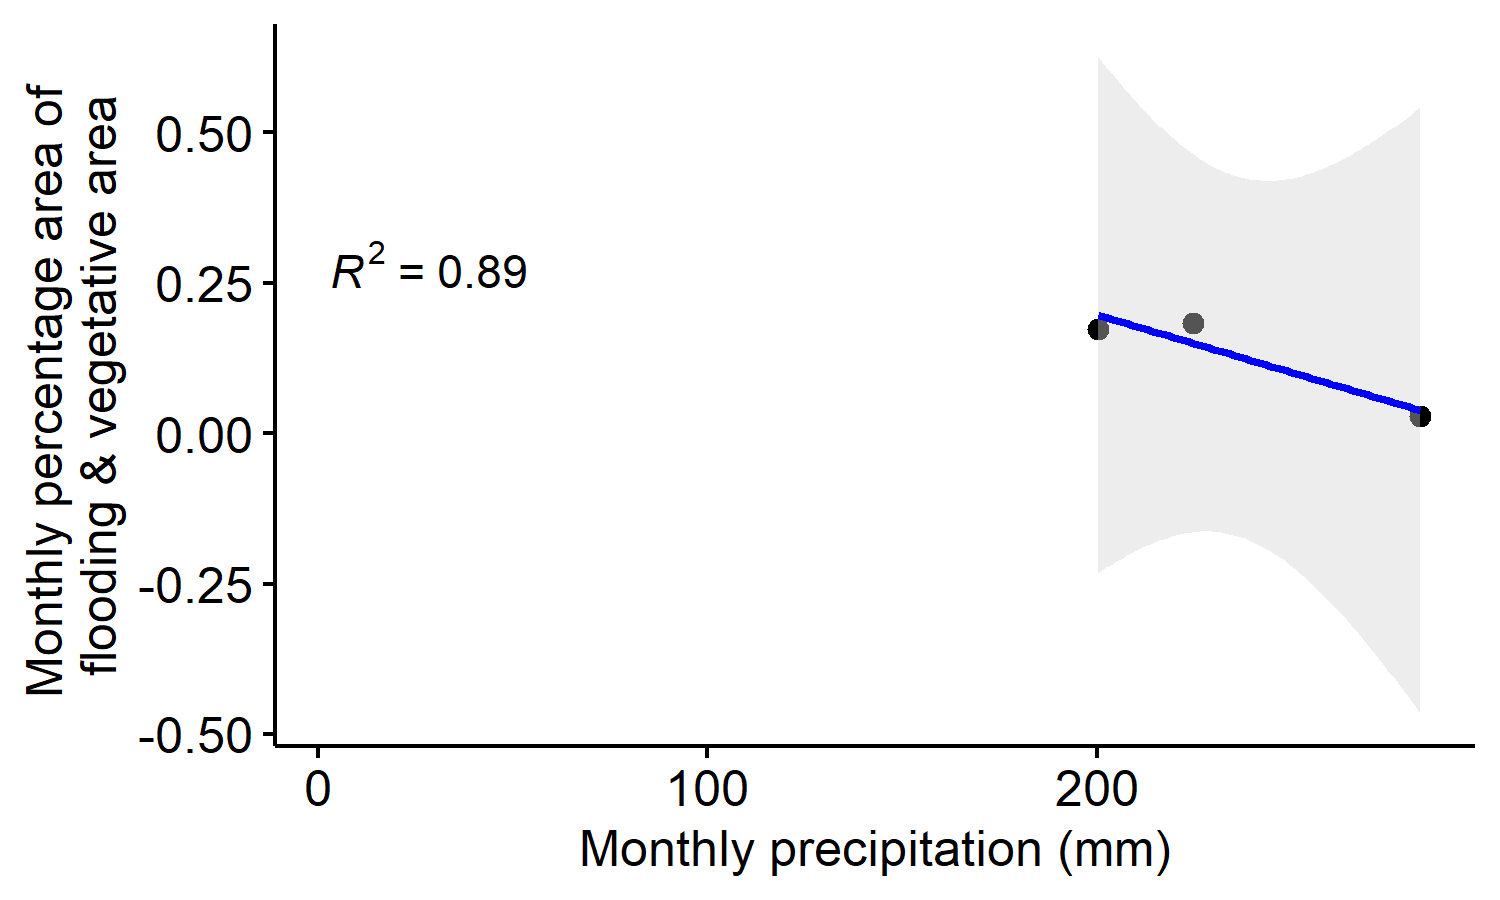 Monthly percentage area of
flooding & vegetative area
0.50
0.25
0.00
-0.25
-0.50
R² = 0.89
0 100 200
Monthly precipitation (mm)